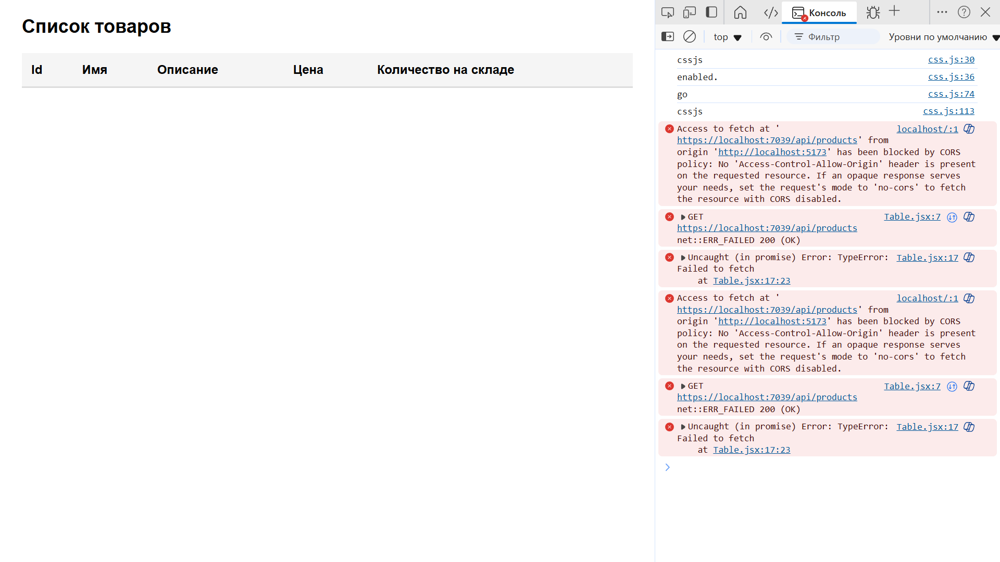 Список товаров
Id Имя Описание Цена Количество на складе
Консоль
top Фильтр Уровни по умолчанию
cssjs css.js:30
enabled. css.js:36
go css.js:74
cssjs css.js:113
Access to fetch at ' localhost/:1
https://localhost:7039/api/products' from
origin 'http://localhost:5173' has been blocked by CORS
policy: No 'Access-Control-Allow-Origin' header is present
on the requested resource. If an opaque response serves
your needs, set the request's mode to 'no-cors' to fetch
the resource with CORS disabled.
GET Table.jsx:7
https://localhost:7039/api/products
net::ERR_FAILED 200 (OK)
Uncaught (in promise) Error: TypeError: Table.jsx:17
Failed to fetch
at Table.jsx:17:23
Access to fetch at ' localhost/:1
https://localhost:7039/api/products' from
origin 'http://localhost:5173' has been blocked by CORS
policy: No 'Access-Control-Allow-Origin' header is present
on the requested resource. If an opaque response serves
your needs, set the request's mode to 'no-cors' to fetch
the resource with CORS disabled.
GET Table.jsx:7
https://localhost:7039/api/products
net::ERR_FAILED 200 (OK)
Uncaught (in promise) Error: TypeError: Table.jsx:17
Failed to fetch
at Table.jsx:17:23